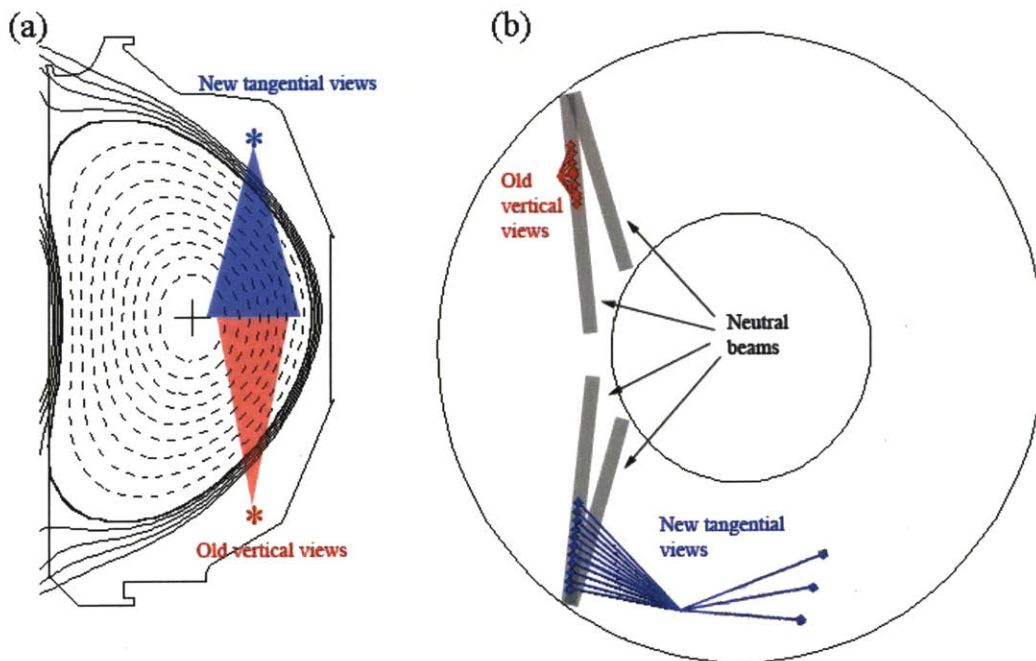 (a)
New tangential views
*
*
Old vertical views
(b)
Old
vertical
views
Neutral
beams
New tangential
views